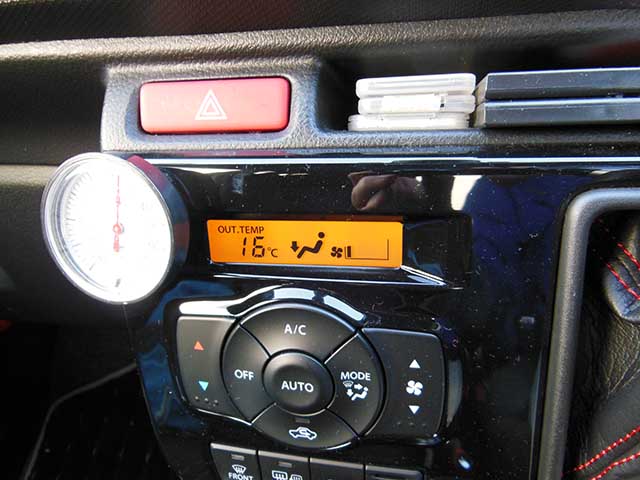 OUT.TEMP
16°C
A/C
OFF
AUTO
MODE
FRONT